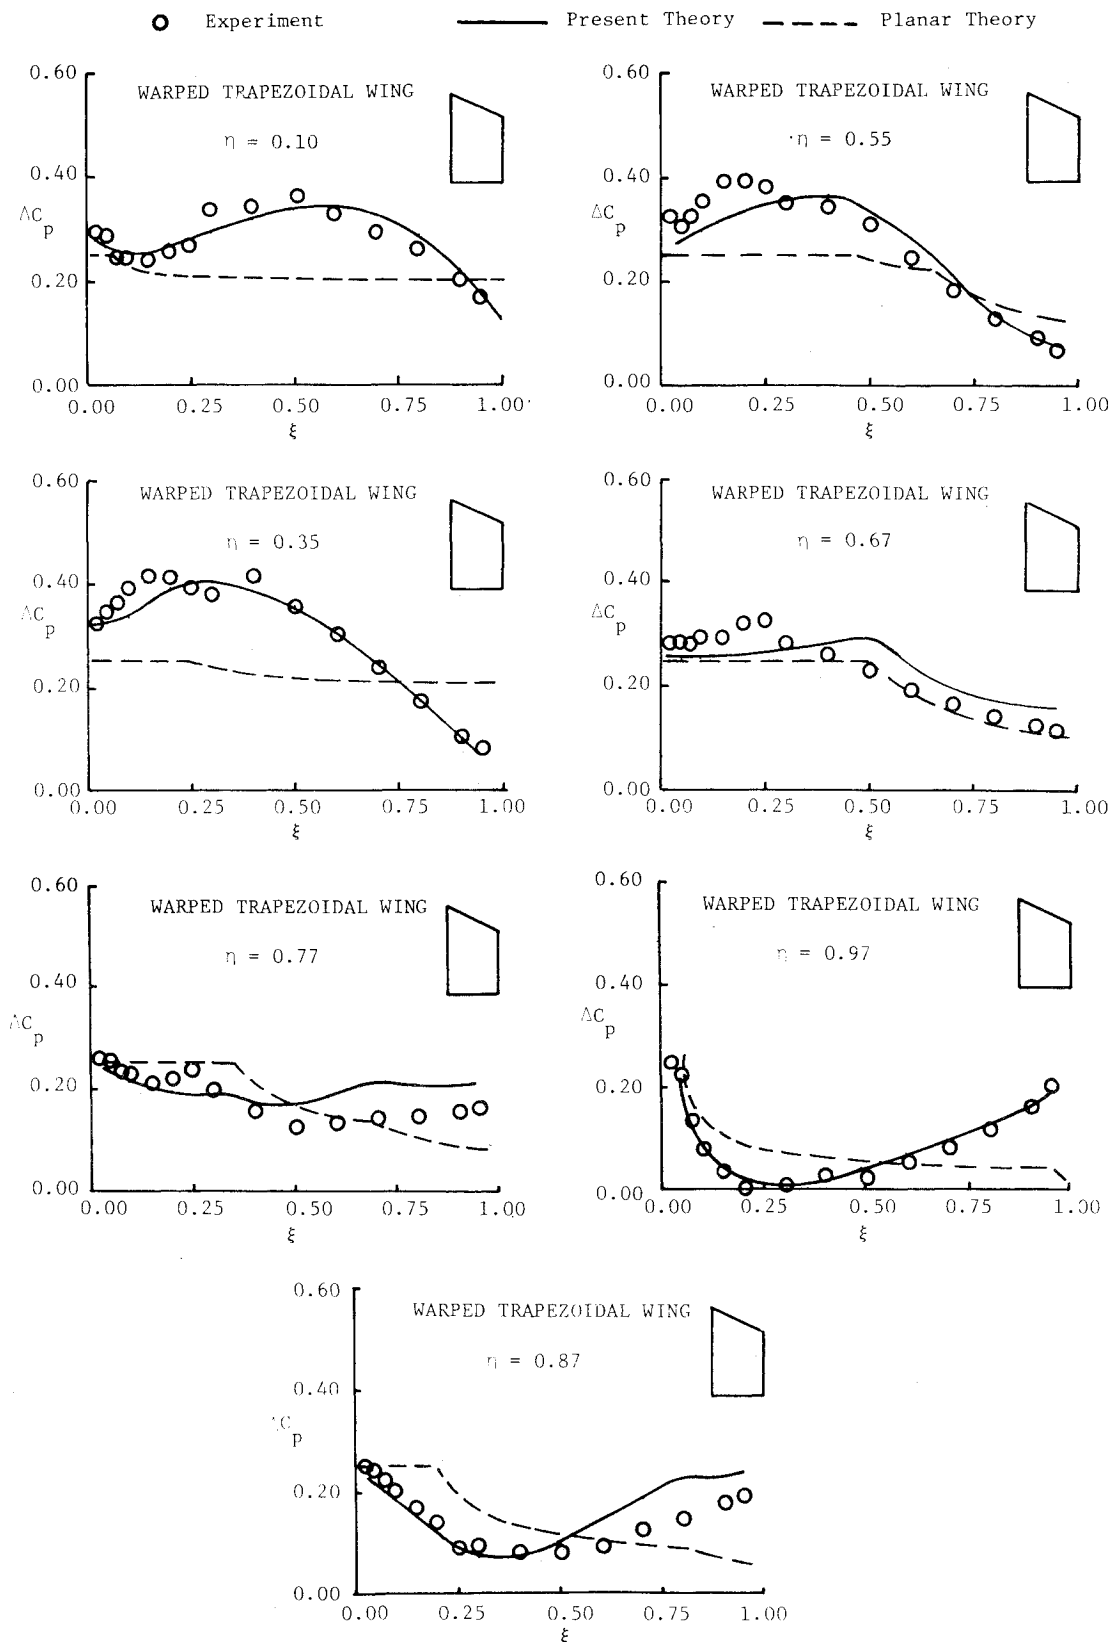 Experiment Present Theory Planar Theory
0.60
WARPED TRAPEZOIDAL WING
η = 0.10
0.40
ΔC
p
0.20
0.00
0.00 0.25 0.50 0.75 1.00
ξ
0.60
WARPED TRAPEZOIDAL WING
η = 0.55
0.40
ΔC
p
0.20
0.00
0.00 0.25 0.50 0.75 1.00
ξ
0.60
WARPED TRAPEZOIDAL WING
η = 0.35
0.40
ΔC
p
0.20
0.00
0.00 0.25 0.50 0.75 1.00
ξ
0.60
WARPED TRAPEZOIDAL WING
η = 0.67
0.40
ΔC
p
0.20
0.00
0.00 0.25 0.50 0.75 1.00
ξ
0.60
WARPED TRAPEZOIDAL WING
η = 0.77
0.40
ΔC
p
0.20
0.00
0.00 0.25 0.50 0.75 1.00
ξ
0.60
WARPED TRAPEZOIDAL WING
η = 0.97
0.40
ΔC
p
0.20
0.00
0.00 0.25 0.50 0.75 1.00
ξ
0.60
WARPED TRAPEZOIDAL WING
η = 0.87
0.40
ΔC
p
0.20
0.00
0.00 0.25 0.50 0.75 1.00
ξ